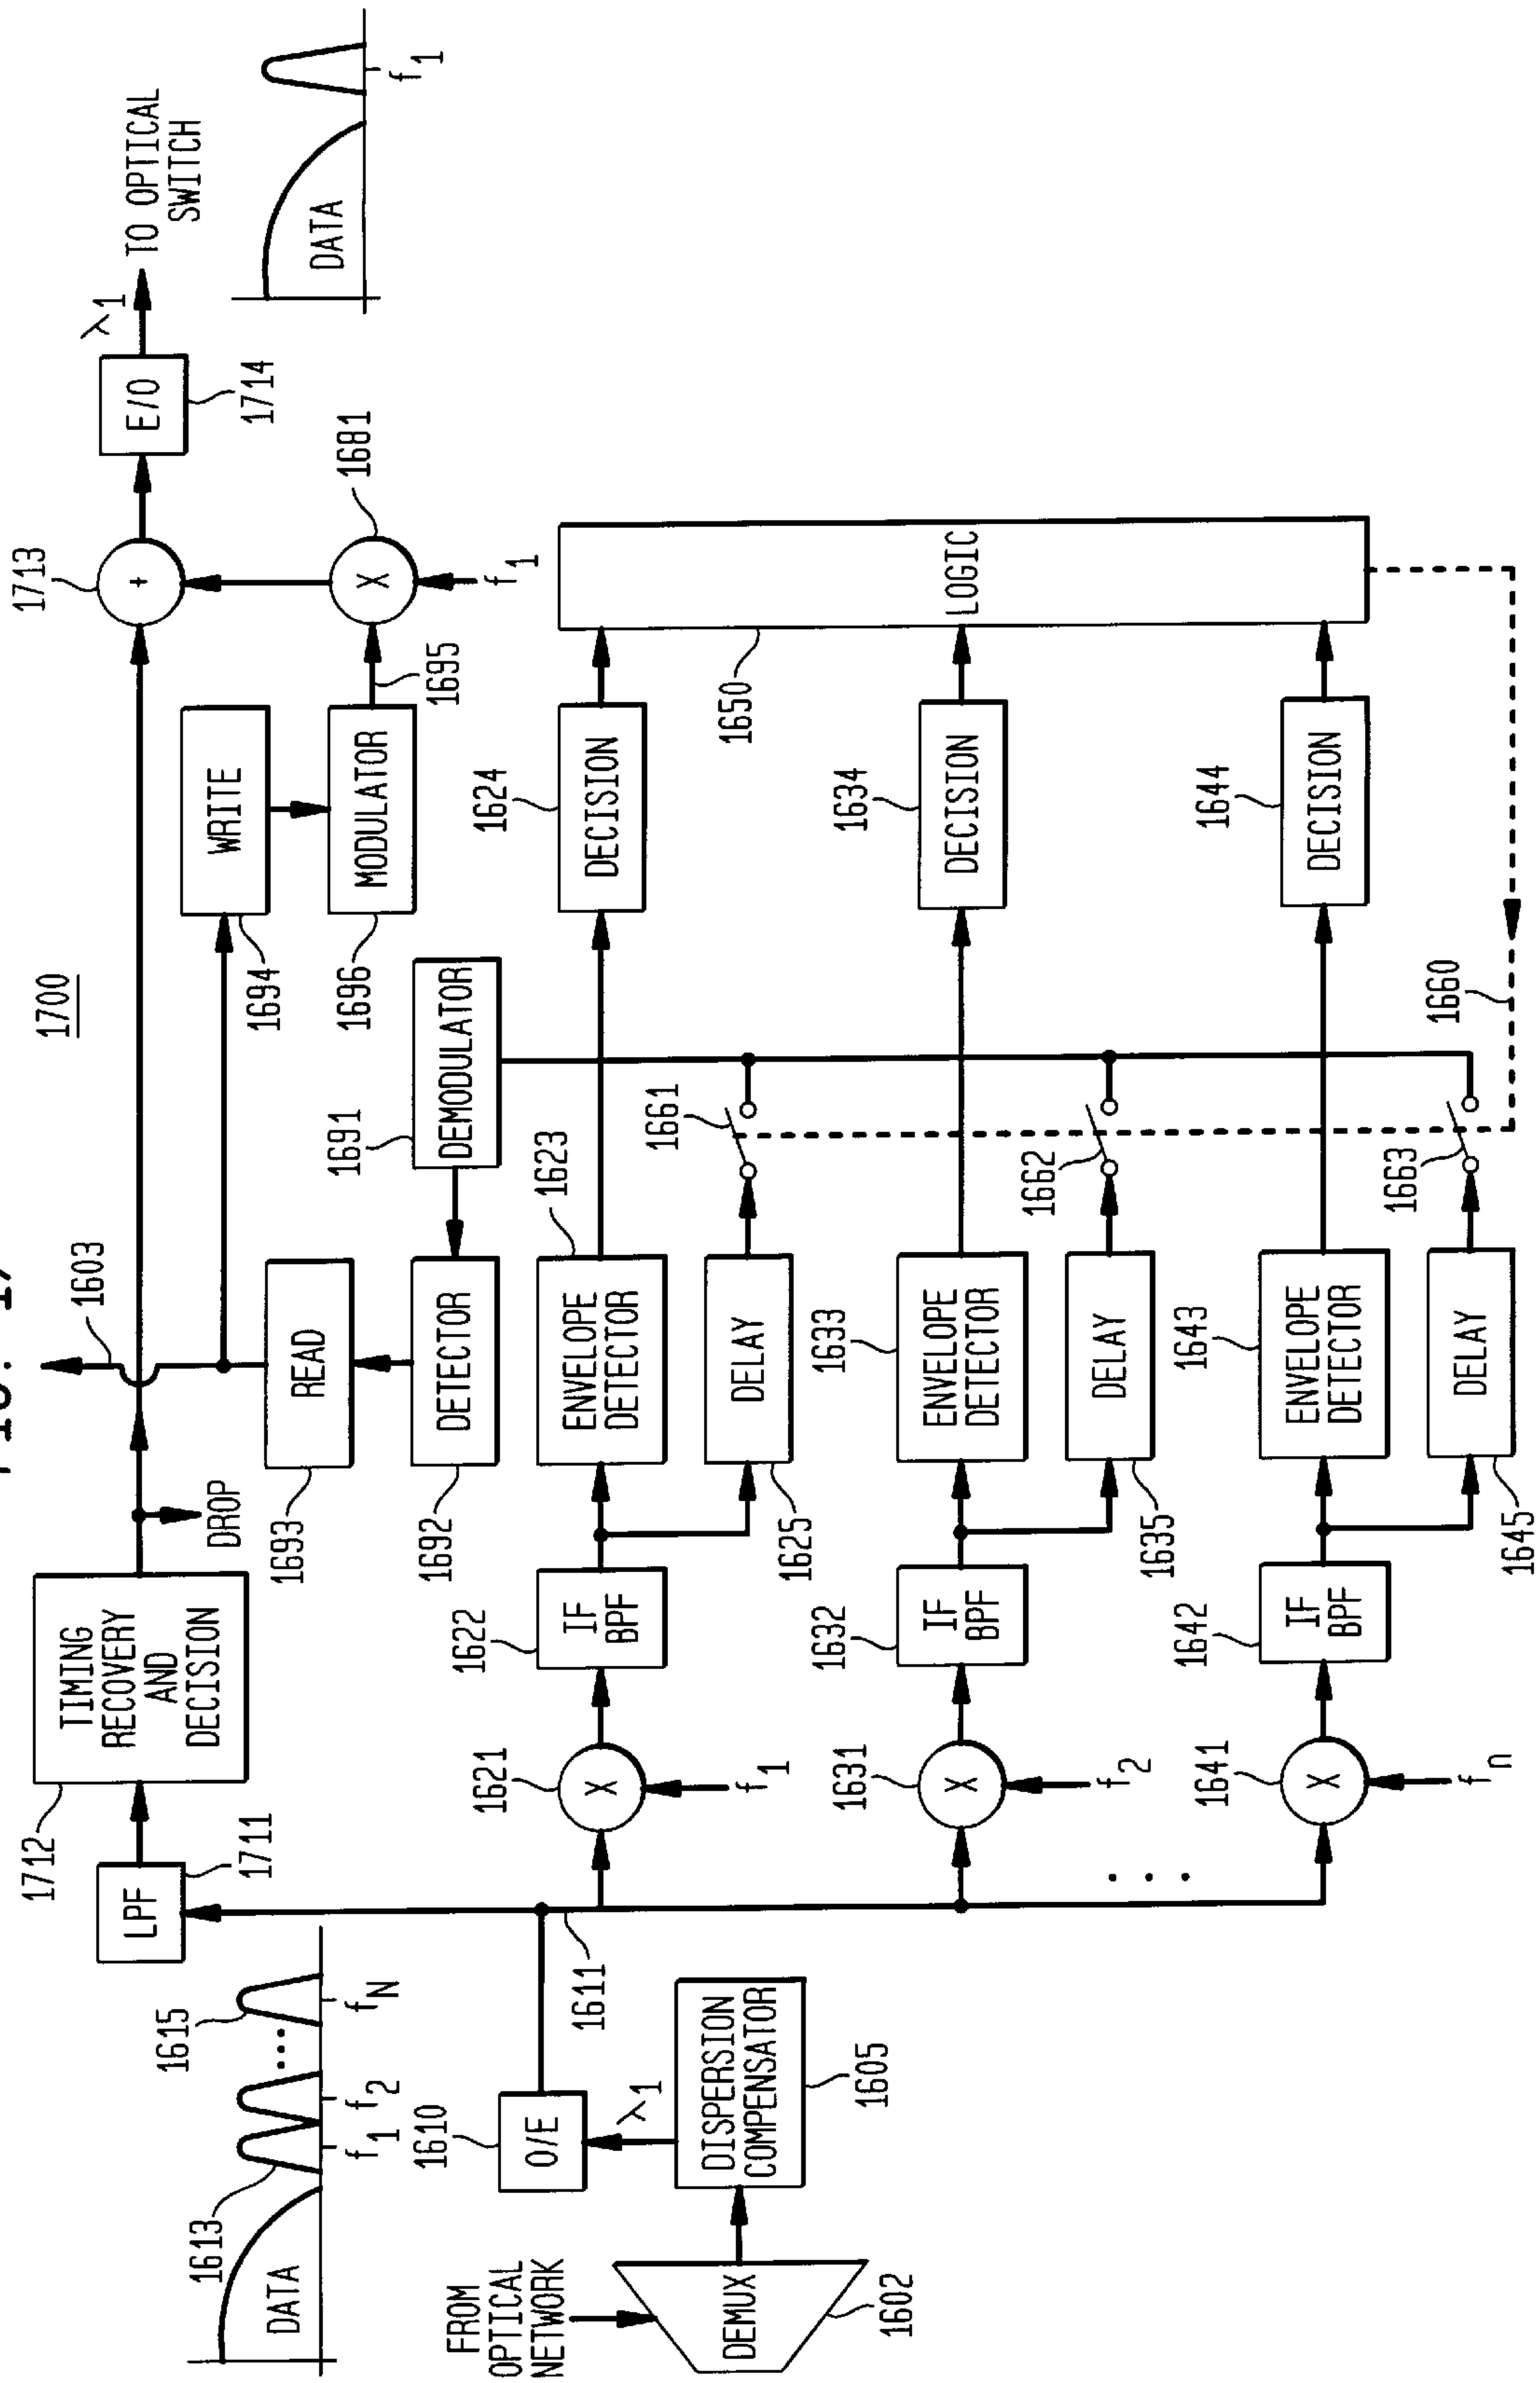 FIG. 17
1700
FROM
OPTICAL
NETWORK
DEMUX
1602
DISPERSION
COMPENSATOR
1605
λ1
O/E
1610
1611
DATA
1613
f1
f2
...
fN
1615
LPF
1711
TIMING
RECOVERY
AND
DECISION
1712
DROP
1603
+
1713
E/O
1714
λ1
TO OPTICAL
SWITCH
DATA
f1
READ
1693
DETECTOR
1692
DEMODULATOR
1691
WRITE
1694
MODULATOR
1696
1695
X
1681
f1
X
1621
f1
IF
BPF
1622
ENVELOPE
DETECTOR
1623
DELAY
1625
1661
DECISION
1624
LOGIC
1650
X
1631
f2
IF
BPF
1632
ENVELOPE
DETECTOR
1633
DELAY
1635
1662
DECISION
1634
...
X
1641
fn
IF
BPF
1642
ENVELOPE
DETECTOR
1643
DELAY
1645
1663
DECISION
1644
1660